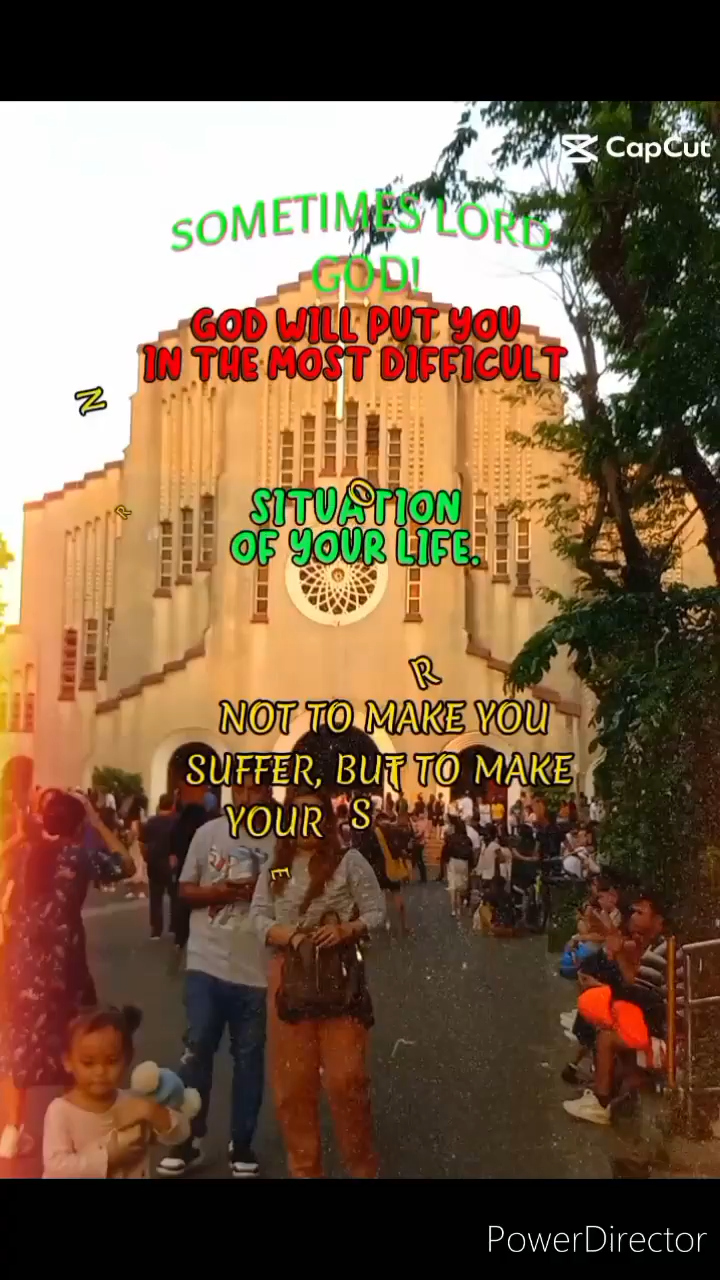 CapCut
SOMETIMES LORD
GOD!
GOD WILL PUT YOU
IN THE MOST DIFFICULT
N
O
R
SITUATION
OF YOUR LIFE.
R
NOT TO MAKE YOU
SUFFER, BUT TO MAKE
YOUR S
E
PowerDirector